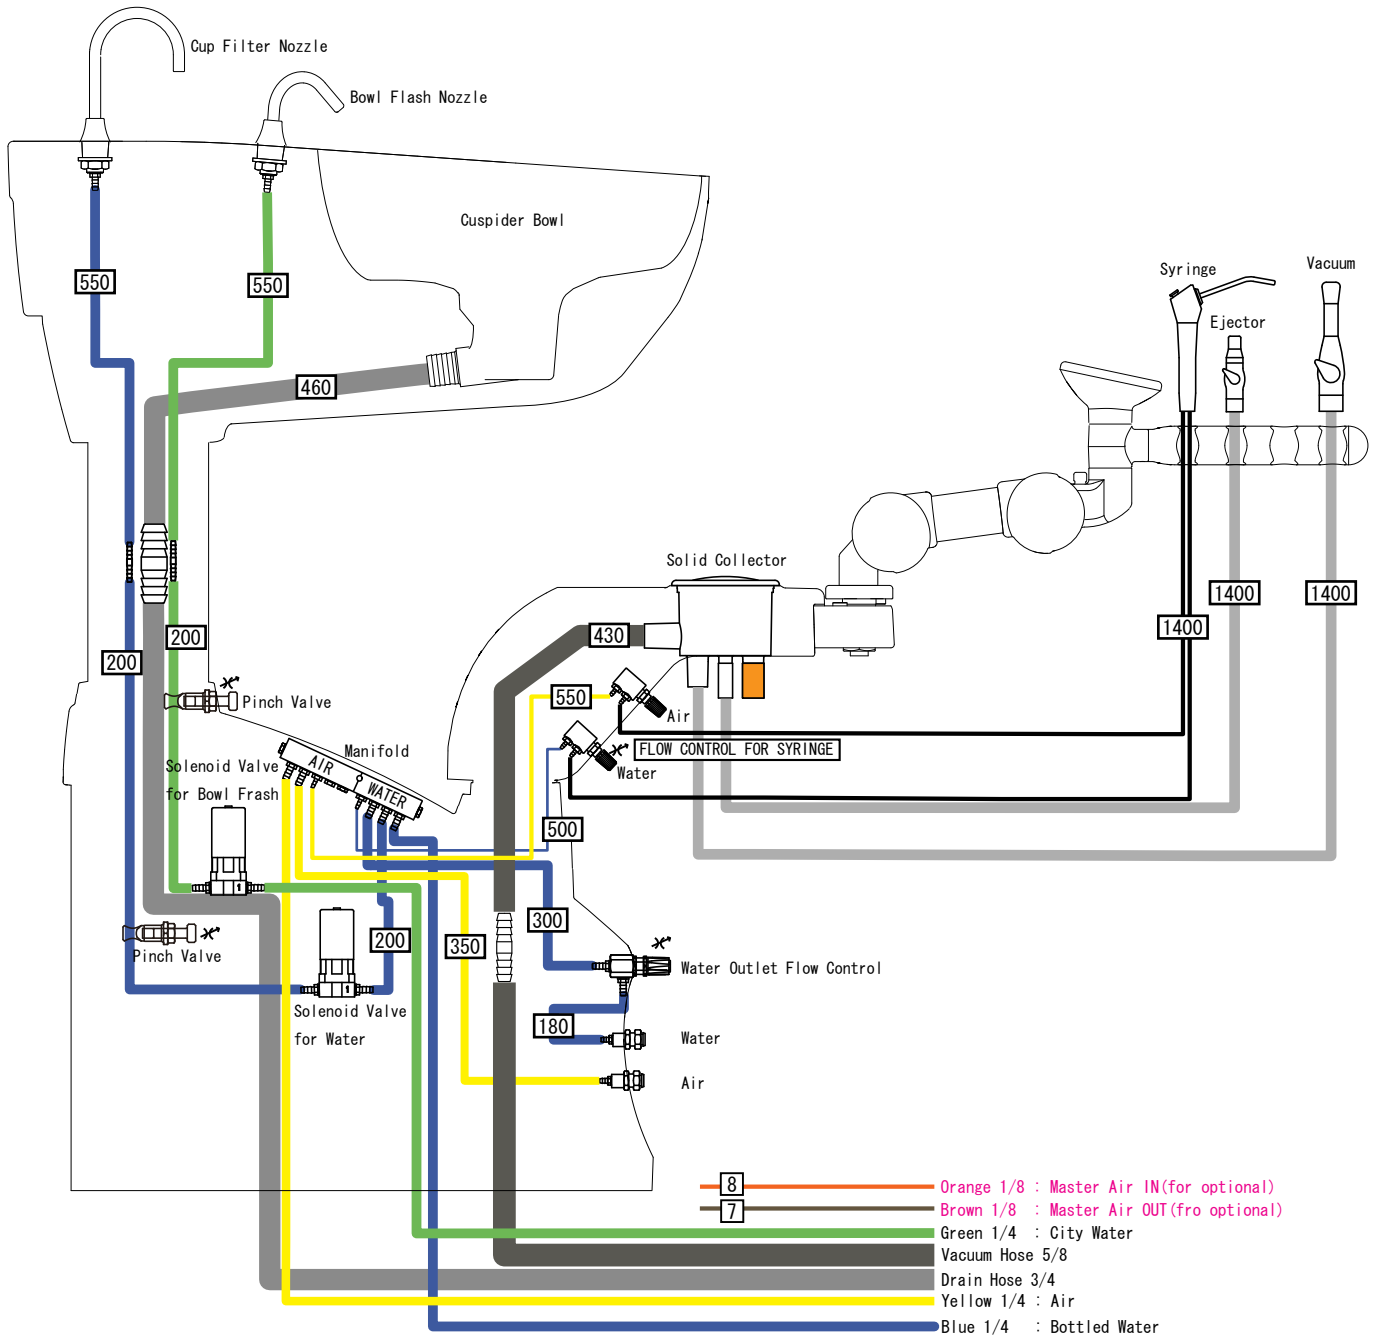 Cup Filter Nozzle
Bowl Flash Nozzle
Cuspider Bowl
550
550
460
Syringe
Vacuum
Ejector
Solid Collector
1400
1400
1400
430
200
200
550
Pinch Valve
Air
FLOW CONTROL FOR SYRINGE
Water
Manifold
AIR
WATER
Solenoid Valve
for Bowl Frash
1
500
300
350
200
Pinch Valve
1
Solenoid Valve
for Water
Water Outlet Flow Control
180
Water
Air
8
Orange 1/8 : Master Air IN(for optional)
7
Brown 1/8 : Master Air OUT(fro optional)
Green 1/4 : City Water
Vacuum Hose 5/8
Drain Hose 3/4
Yellow 1/4 : Air
Blue 1/4 : Bottled Water